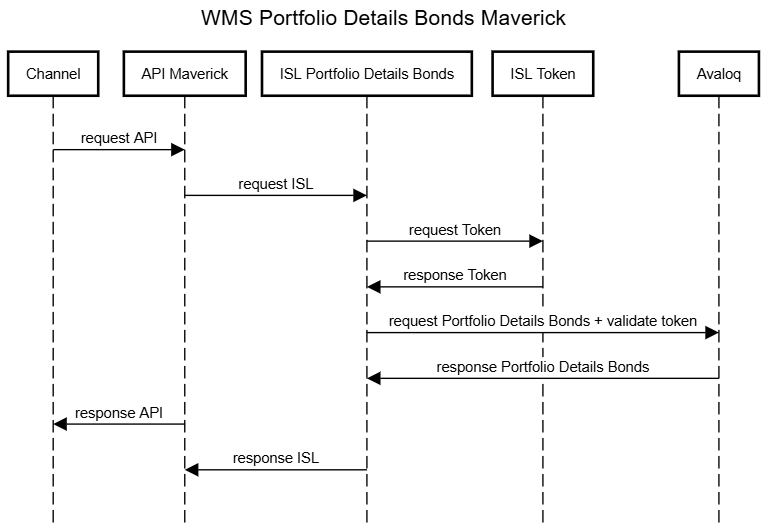 WMS Portfolio Details Bonds Maverick
Channel
API Maverick
ISL Portfolio Details Bonds
ISL Token
Avaloq
request API
request ISL
request Token
response Token
request Portfolio Details Bonds + validate token
response Portfolio Details Bonds
response API
response ISL